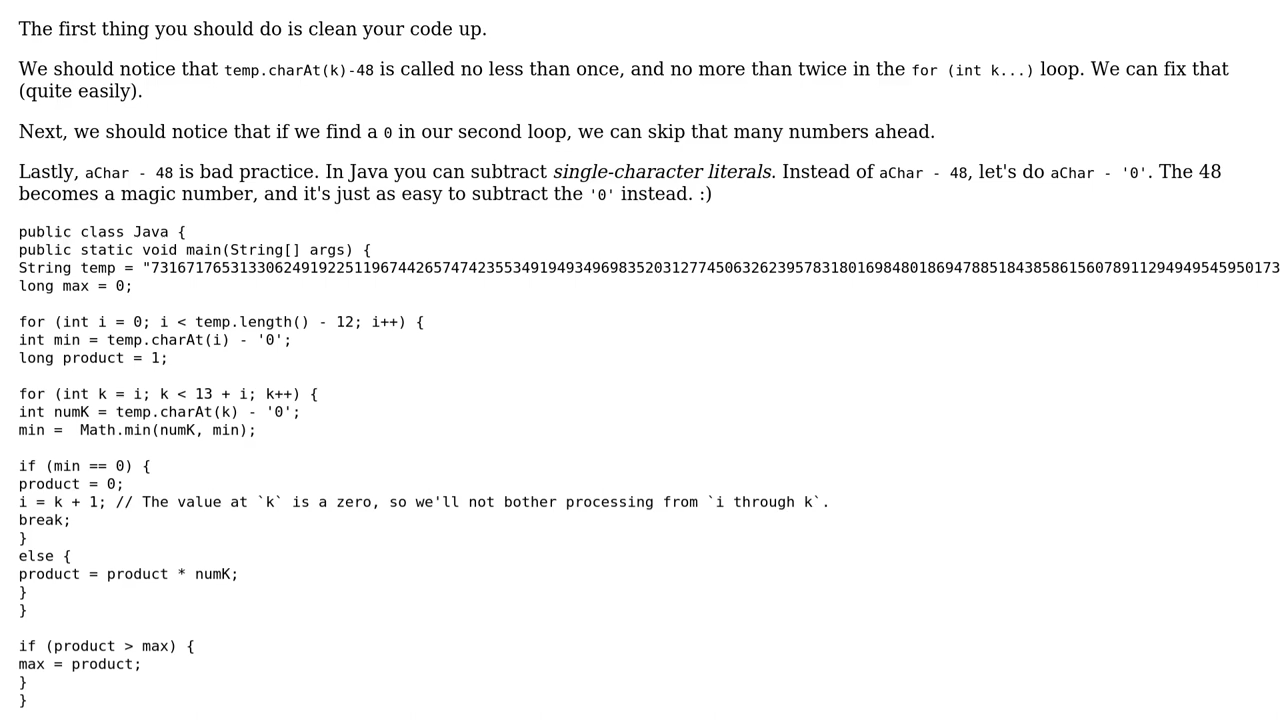 The first thing you should do is clean your code up.
We should notice that temp.charAt(k)-48 is called no less than once, and no more than twice in the for (int k...) loop. We can fix that
(quite easily).
Next, we should notice that if we find a 0 in our second loop, we can skip that many numbers ahead.
Lastly, aChar - 48 is bad practice. In Java you can subtract single-character literals. Instead of aChar - 48, let's do aChar - '0'. The 48
becomes a magic number, and it's just as easy to subtract the '0' instead. :)
public class Java {
public static void main(String[] args) {
String temp = "73167176531330624919225119674426574742355349194934969835203127745063262395783180169848018694788518438586156078911294949545950173
long max = 0;
for (int i = 0; i < temp.length() - 12; i++) {
int min = temp.charAt(i) - '0';
long product = 1;
for (int k = i; k < 13 + i; k++) {
int numK = temp.charAt(k) - '0';
min =  Math.min(numK, min);
if (min == 0) {
product = 0;
i = k + 1; // The value at `k` is a zero, so we'll not bother processing from `i through k`.
break;
}
else {
product = product * numK;
}
}
if (product > max) {
max = product;
}
}